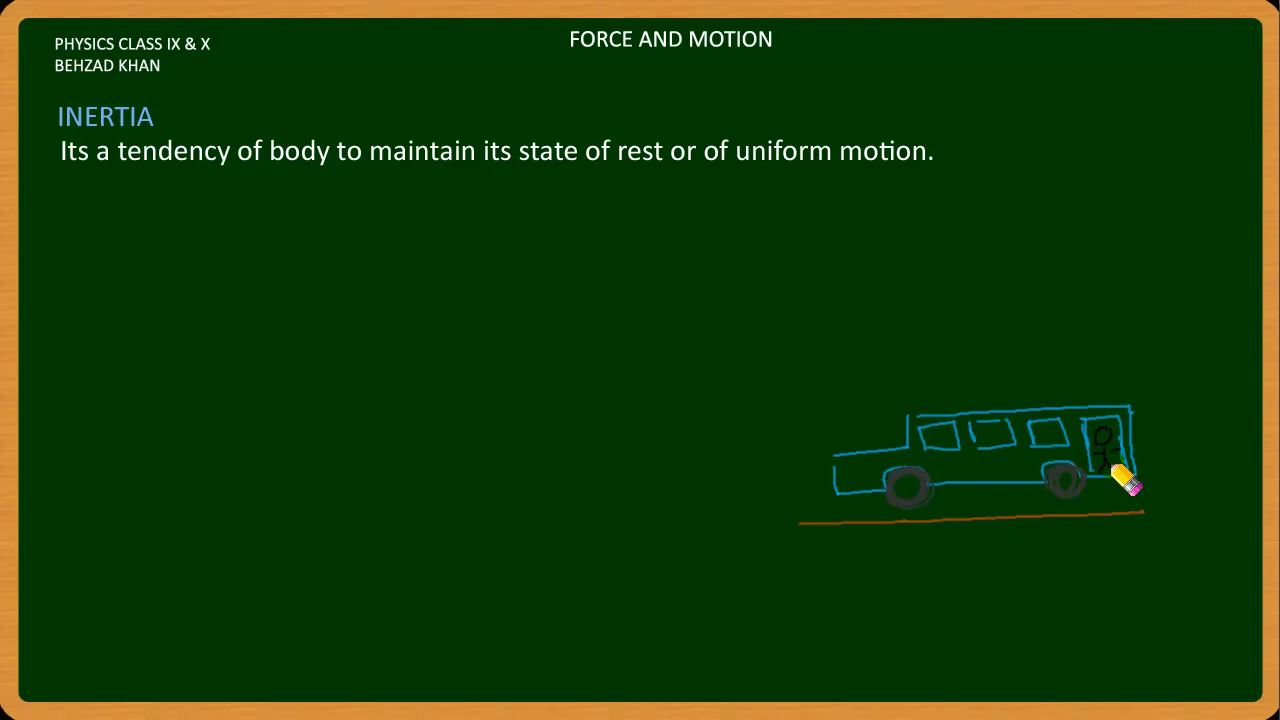 PHYSICS CLASS IX & X
BEHZAD KHAN
FORCE AND MOTION
INERTIA
Its a tendency of body to maintain its state of rest or of uniform motion.